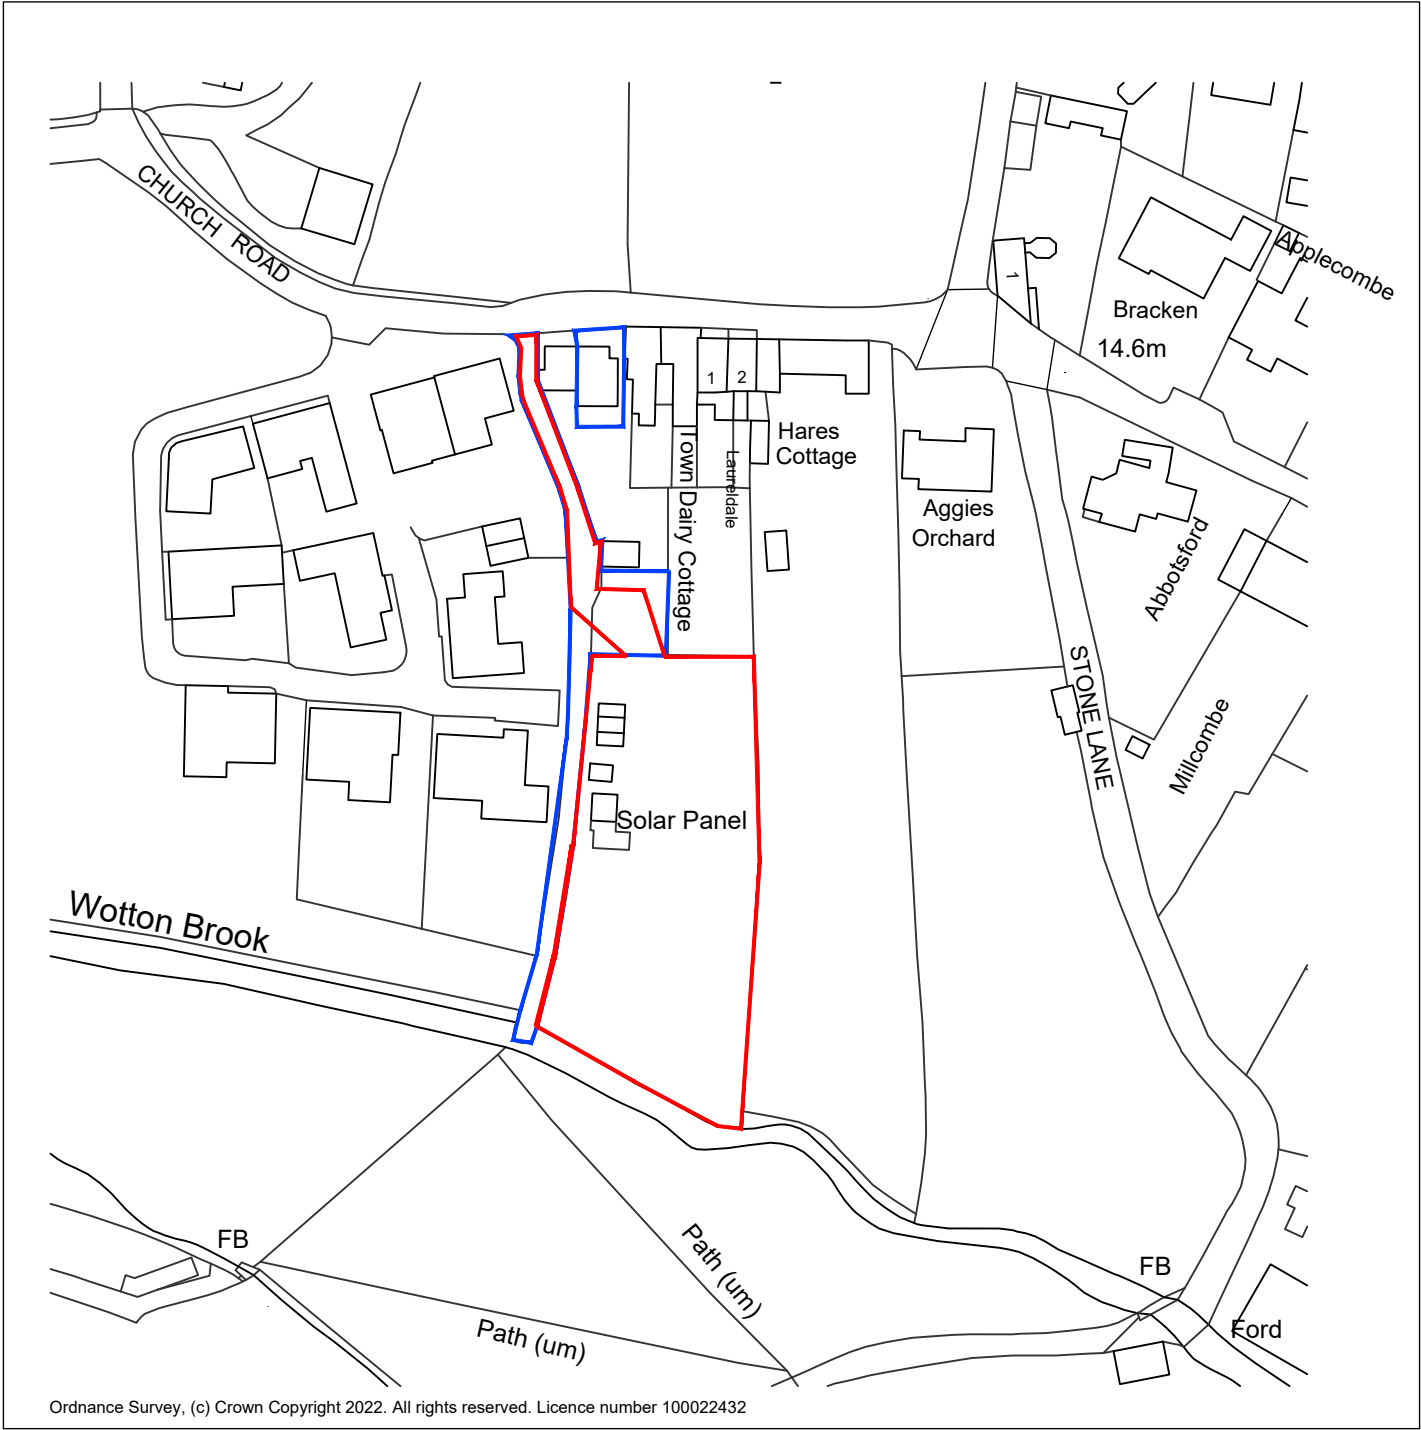 CHURCH ROAD
Applecombe
1
Bracken
14.6m
1
2
Hares
Cottage
Town Dairy Cottage
Laureldale
Aggies
Orchard
Abbotsford
STONE LANE
Millcombe
Solar Panel
Wotton Brook
FB
Path (um)
FB
Path (um)
Ford
Ordnance Survey, (c) Crown Copyright 2022. All rights reserved. Licence number 100022432